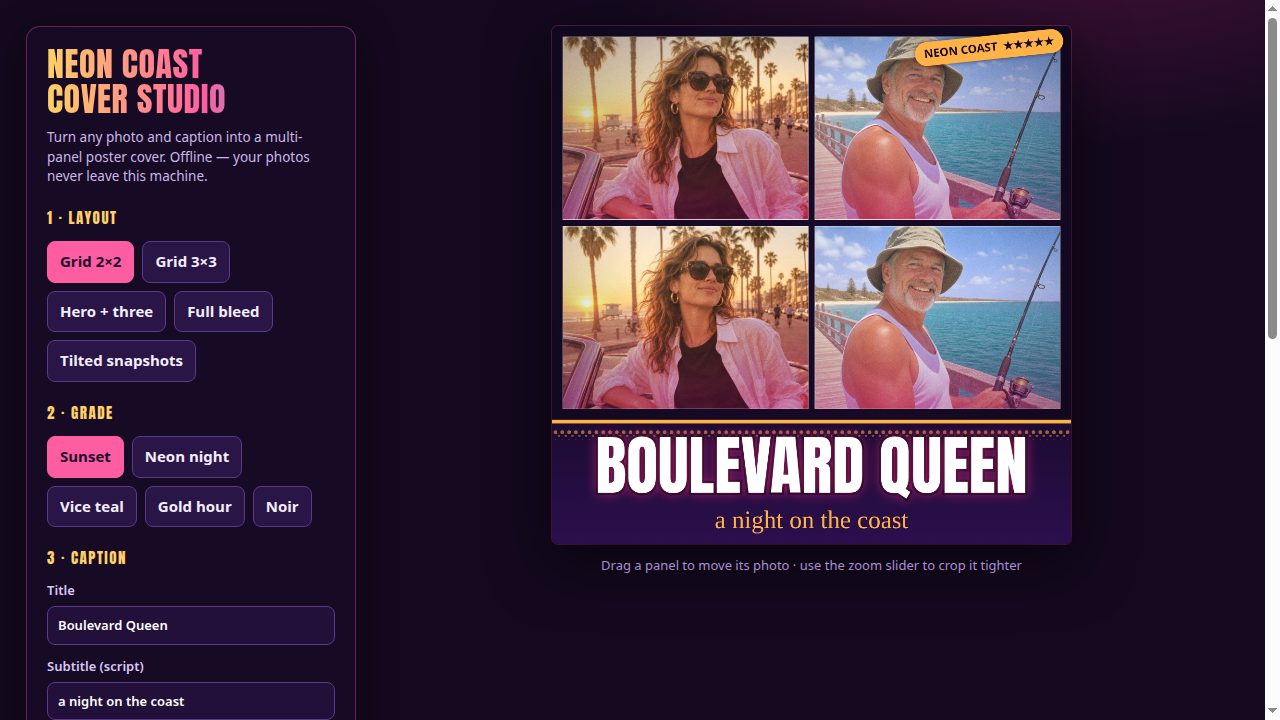 NEON COAST
COVER STUDIO
Turn any photo and caption into a multi-
panel poster cover. Offline — your photos
never leave this machine.
1 · LAYOUT
Grid 2×2
Grid 3×3
Hero + three
Full bleed
Tilted snapshots
2 · GRADE
Sunset
Neon night
Vice teal
Gold hour
Noir
3 · CAPTION
Title
Boulevard Queen
Subtitle (script)
a night on the coast
NEON COAST ★★★★★
BOULEVARD QUEEN
a night on the coast
Drag a panel to move its photo · use the zoom slider to crop it tighter